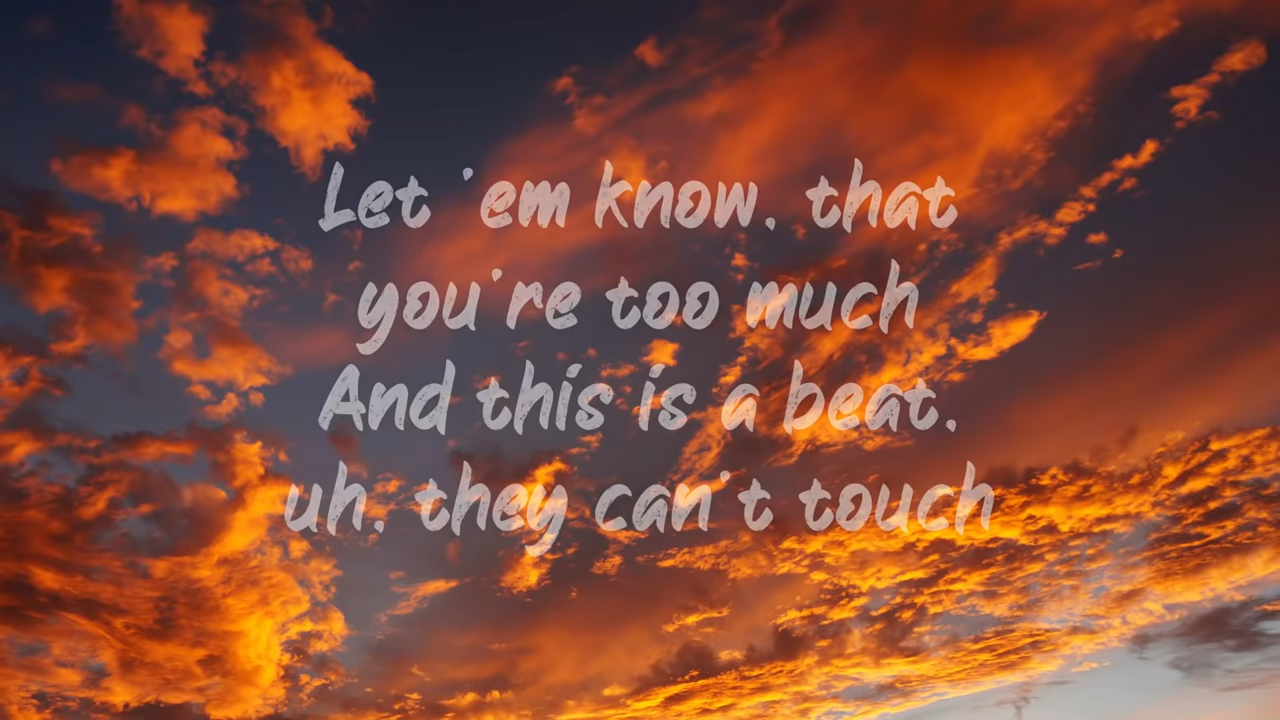 Let 'em know, that
you're too much
And this is a beat,
uh, they can't touch